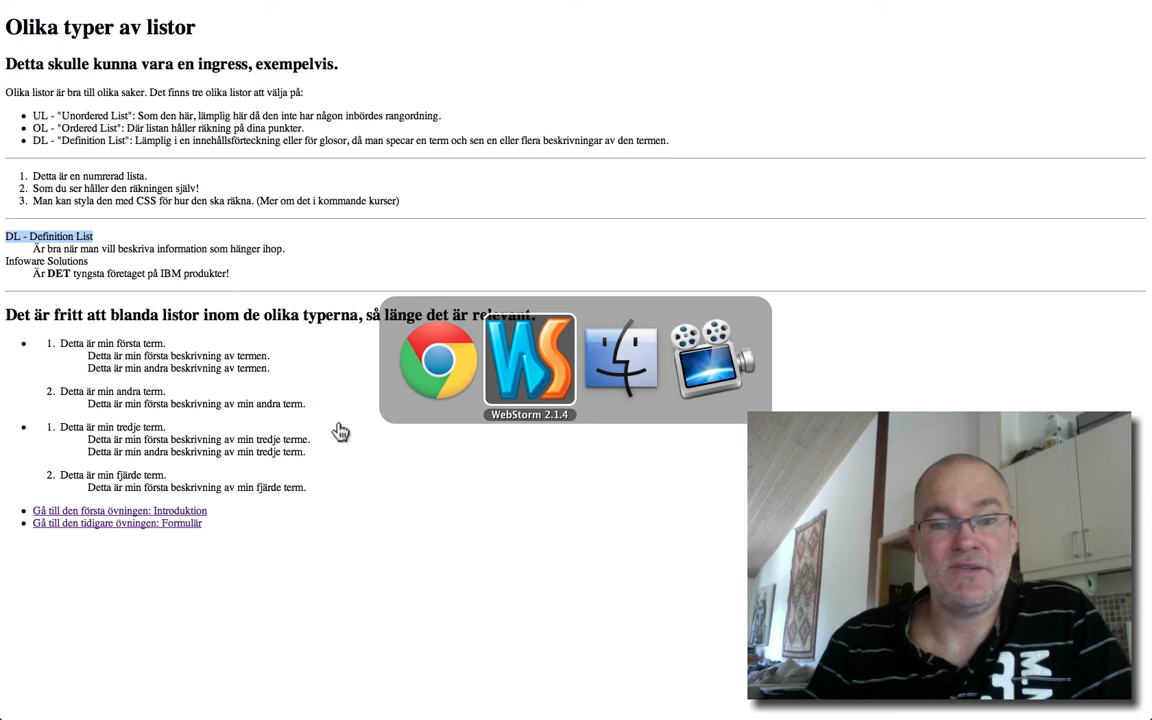 Olika typer av listor
Detta skulle kunna vara en ingress, exempelvis.
Olika listor är bra till olika saker. Det finns tre olika listor att välja på:
• UL - "Unordered List": Som den här, lämplig här då den inte har någon inbördes rangordning.
• OL - "Ordered List": Där listan håller räkning på dina punkter.
• DL - "Definition List": Lämplig i en innehållsförteckning eller för glosor, då man specar en term och sen en eller flera beskrivningar av den termen.
1. Detta är en numrerad lista.
2. Som du ser håller den räkningen själv!
3. Man kan styla den med CSS för hur den ska räkna. (Mer om det i kommande kurser)
DL - Definition List
Är bra när man vill beskriva information som hänger ihop.
Infoware Solutions
Är DET tyngsta företaget på IBM produkter!
Det är fritt att blanda listor inom de olika typerna, så länge det är relevant.
• 1. Detta är min första term.
Detta är min första beskrivning av termen.
Detta är min andra beskrivning av termen.
2. Detta är min andra term.
Detta är min första beskrivning av min andra term.
• 1. Detta är min tredje term.
Detta är min första beskrivning av min tredje terme.
Detta är min andra beskrivning av min tredje term.
2. Detta är min fjärde term.
Detta är min första beskrivning av min fjärde term.
• Gå till den första övningen: Introduktion
• Gå till den tidigare övningen: Formulär
WS
WebStorm 2.1.4